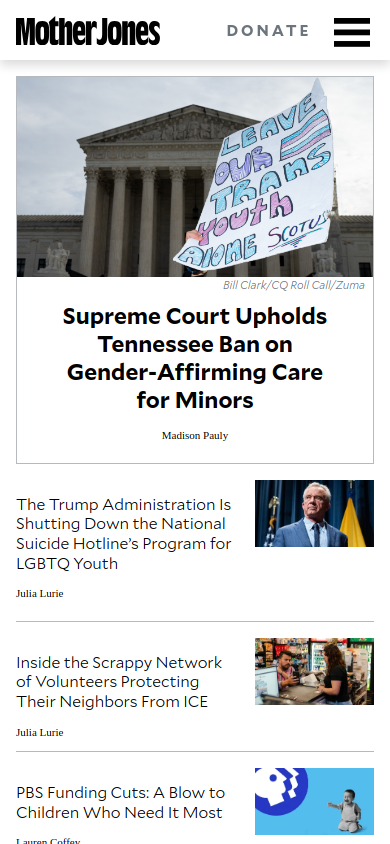 Mother Jones
DONATE
LEAVE
OUR
TRANS
YOUTH
ALONE SCOTUS
Bill Clark/CQ Roll Call/Zuma
Supreme Court Upholds
Tennessee Ban on
Gender-Affirming Care
for Minors
Madison Pauly
The Trump Administration Is
Shutting Down the National
Suicide Hotline’s Program for
LGBTQ Youth
Julia Lurie
Inside the Scrappy Network
of Volunteers Protecting
Their Neighbors From ICE
Julia Lurie
PBS Funding Cuts: A Blow to
Children Who Need It Most
Lauren Coffey